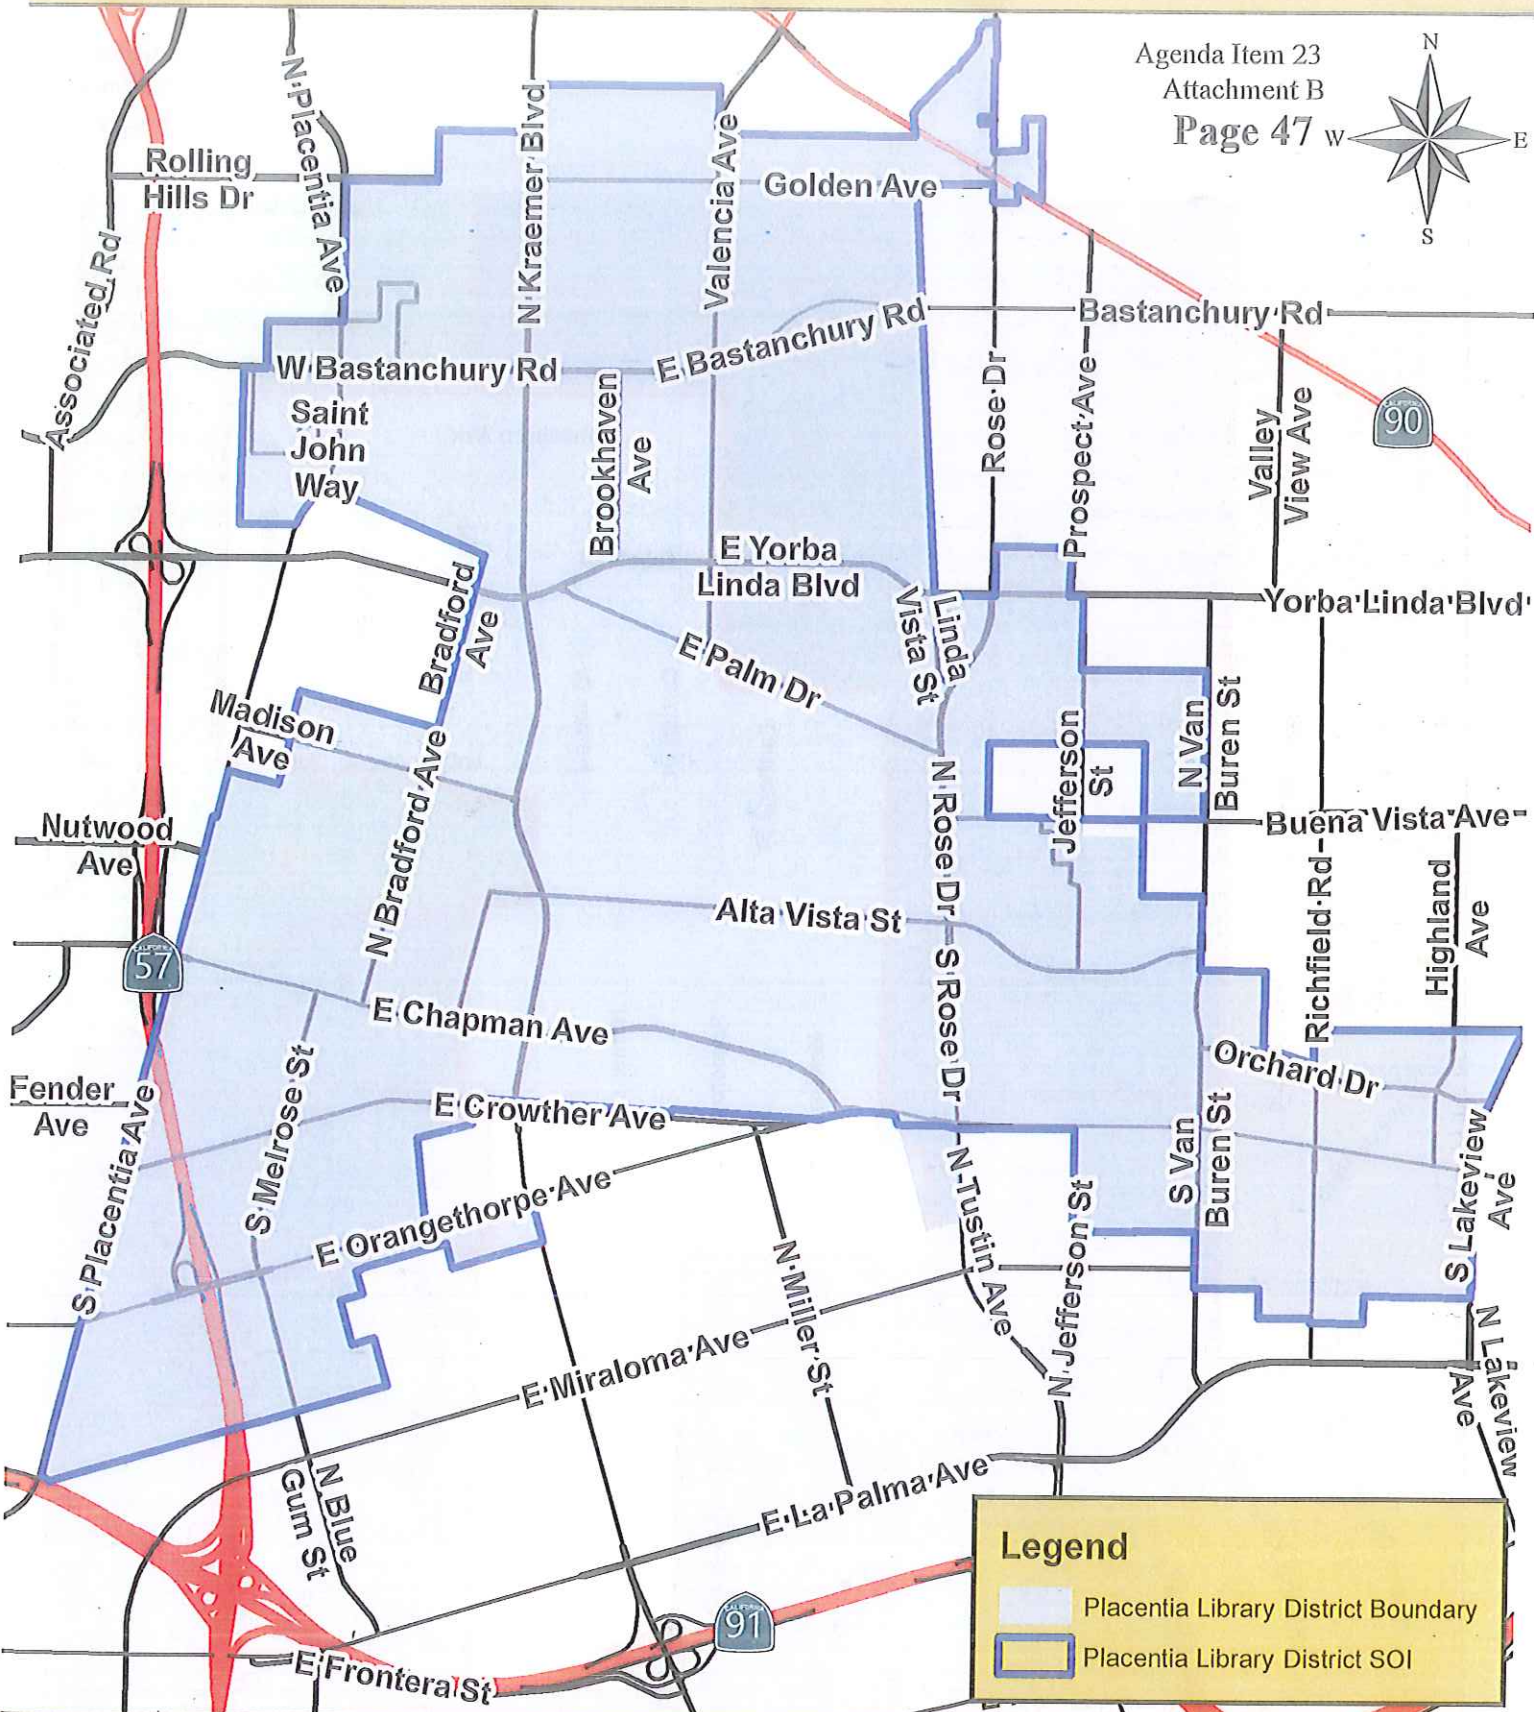 Agenda Item 23
Attachment B
Page 47
N
W
E
S
Rolling
Hills Dr
N Placentia Ave
N Kraemer Blvd
Valencia Ave
Golden Ave
Associated Rd
W Bastanchury Rd
E Bastanchury Rd
Bastanchury Rd
Rose Dr
Prospect Ave
Valley
View Ave
CALIFORNIA
90
Saint
John
Way
Brookhaven
Ave
E Yorba
Linda Blvd
Yorba Linda Blvd
Bradford
Ave
Linda
Vista St
E Palm Dr
Madison
Ave
N Bradford Ave
N Rose Dr
Jefferson
St
N Van
Buren St
Buena Vista Ave
Nutwood
Ave
Richfield Rd
Highland
Ave
Alta Vista St
CALIFORNIA
57
S Rose Dr
E Chapman Ave
Orchard Dr
Fender
Ave
S Placentia Ave
S Melrose St
E Crowther Ave
S Van
Buren St
S Lakeview
Ave
E Orangethorpe Ave
N Tustin Ave
N Jefferson St
N Miller St
E Miraloma Ave
N Lakeview
Ave
E La Palma Ave
N Blue
Gum St
CALIFORNIA
91
E Frontera St
Legend
Placentia Library District Boundary
Placentia Library District SOI